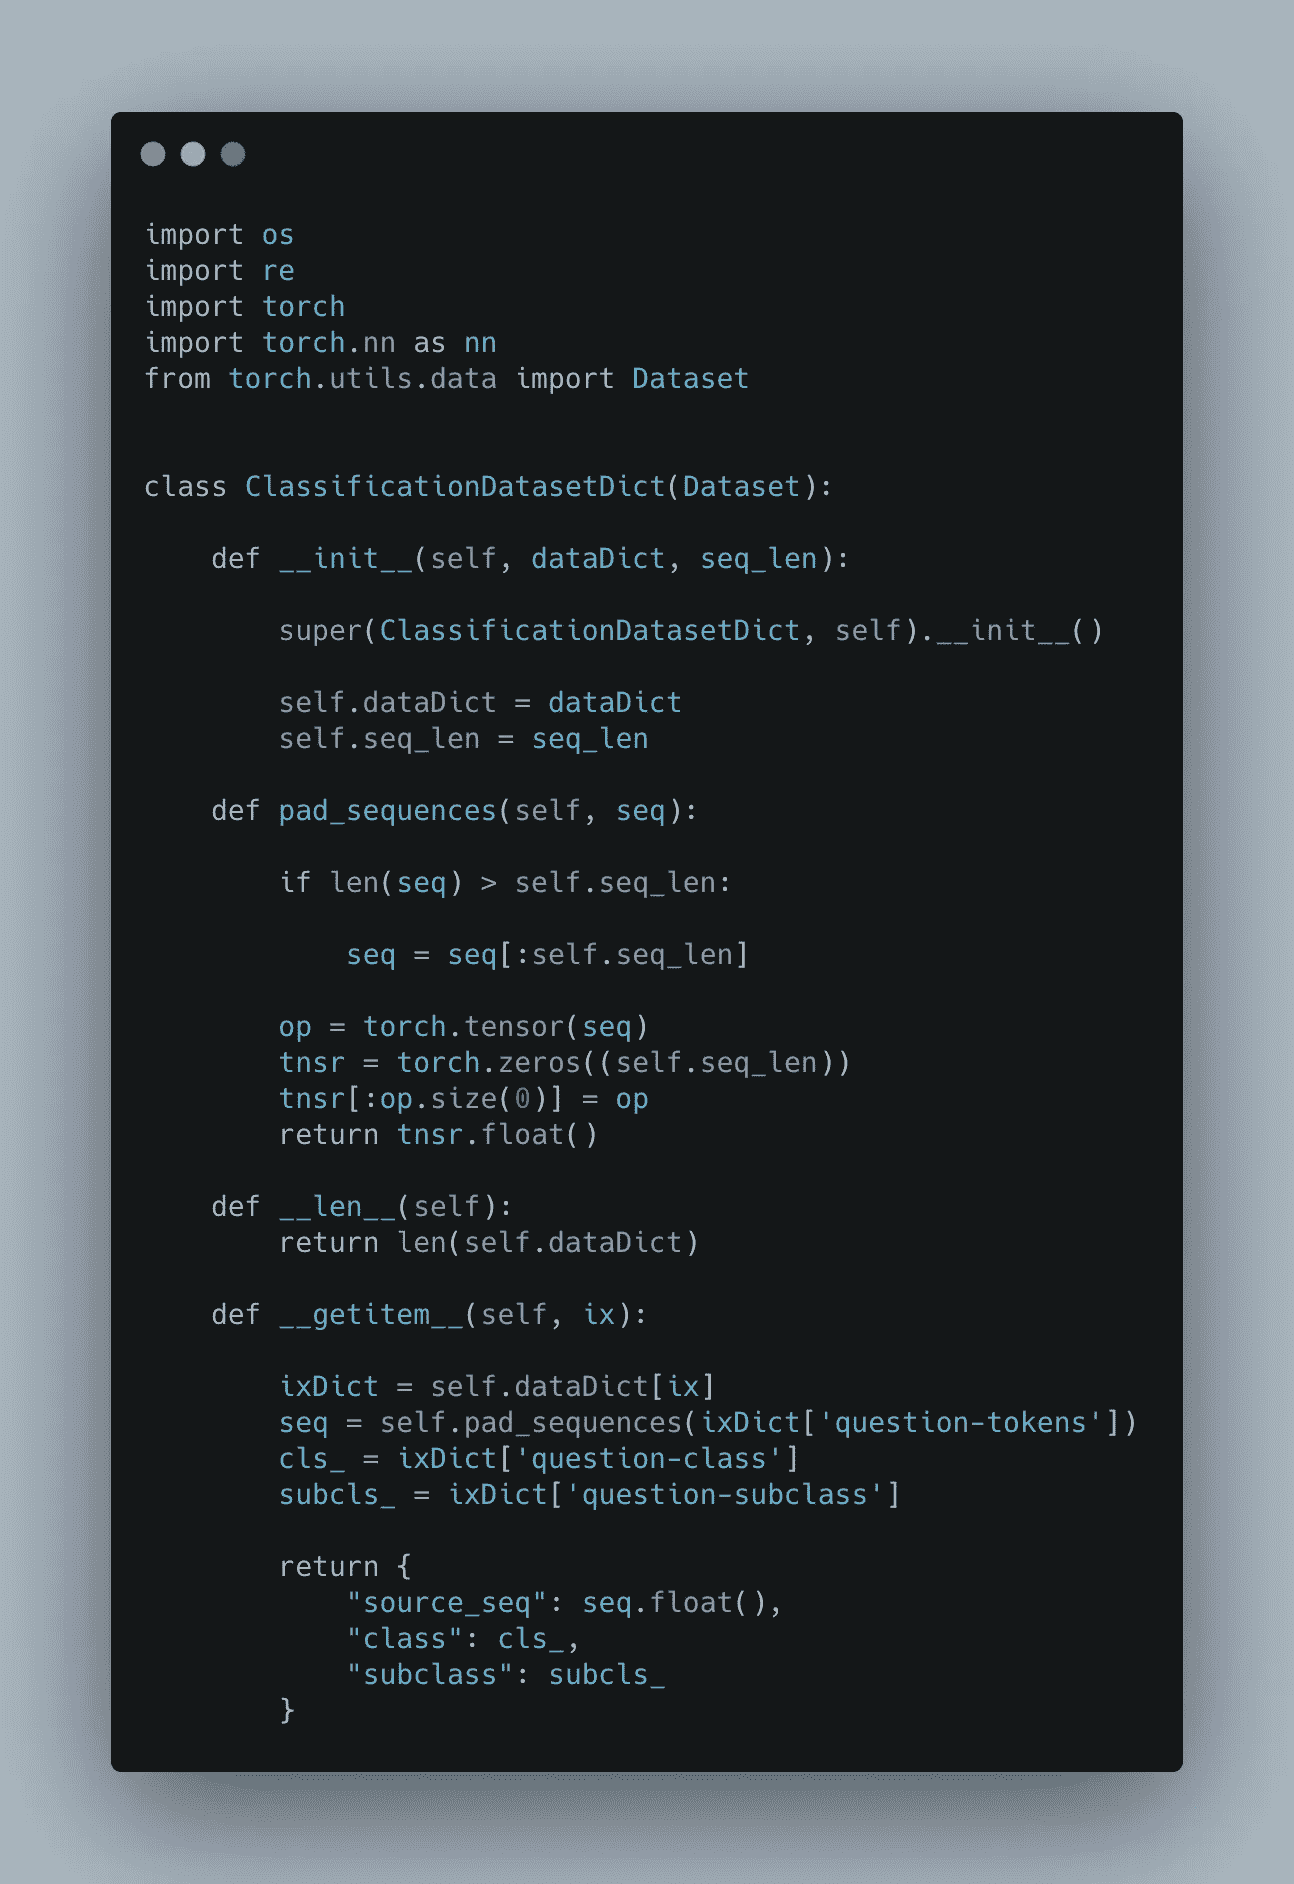 import os
import re
import torch
import torch.nn as nn
from torch.utils.data import Dataset


class ClassificationDatasetDict(Dataset):

    def __init__(self, dataDict, seq_len):

        super(ClassificationDatasetDict, self).__init__()

        self.dataDict = dataDict
        self.seq_len = seq_len

    def pad_sequences(self, seq):

        if len(seq) > self.seq_len:

            seq = seq[:self.seq_len]

        op = torch.tensor(seq)
        tnsr = torch.zeros((self.seq_len))
        tnsr[:op.size(0)] = op
        return tnsr.float()

    def __len__(self):
        return len(self.dataDict)

    def __getitem__(self, ix):

        ixDict = self.dataDict[ix]
        seq = self.pad_sequences(ixDict['question-tokens'])
        cls_ = ixDict['question-class']
        subcls_ = ixDict['question-subclass']

        return {
            "source_seq": seq.float(),
            "class": cls_,
            "subclass": subcls_
        }